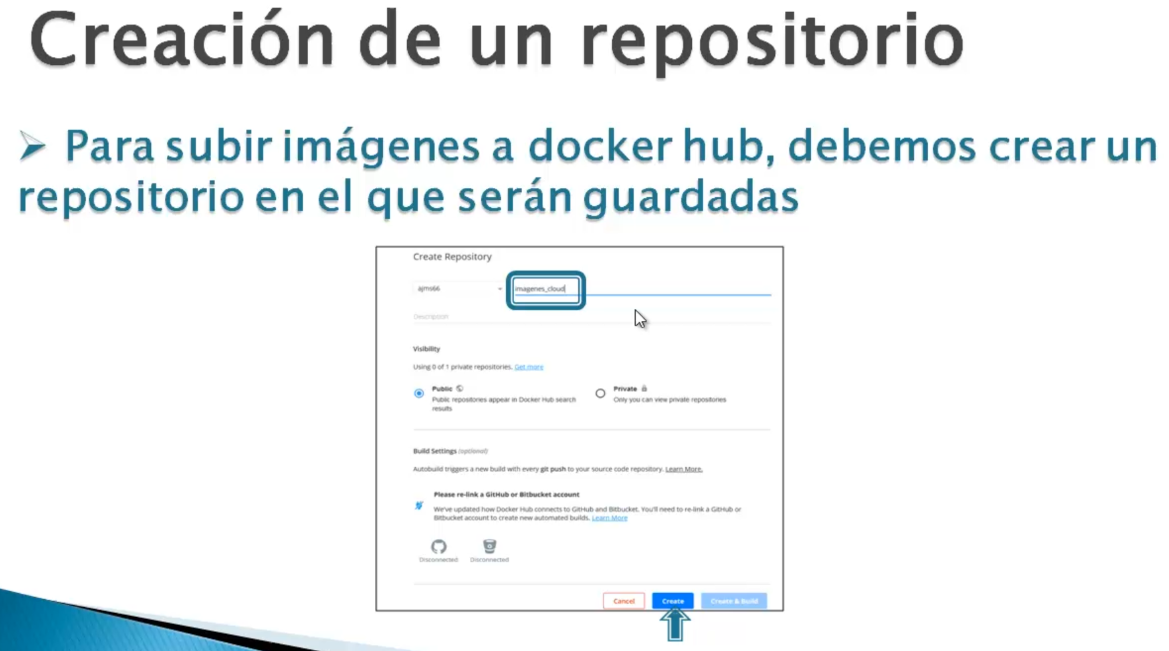 Creación de un repositorio
Para subir imágenes a docker hub, debemos crear un
repositorio en el que serán guardadas
Create Repository
ajms66
imagenes_cloud
Description
Visibility
Using 0 of 1 private repositories. Get more
Public
Public repositories appear in Docker Hub search
results
Private
Only you can view private repositories
Build Settings (optional)
Autobuild triggers a new build with every git push to your source code repository. Learn More.
Please re-link a GitHub or Bitbucket account
We've updated how Docker Hub connects to GitHub and Bitbucket. You'll need to re-link a GitHub or
Bitbucket account to create new automated builds. Learn More
Disconnected
Disconnected
Cancel
Create
Create & Build